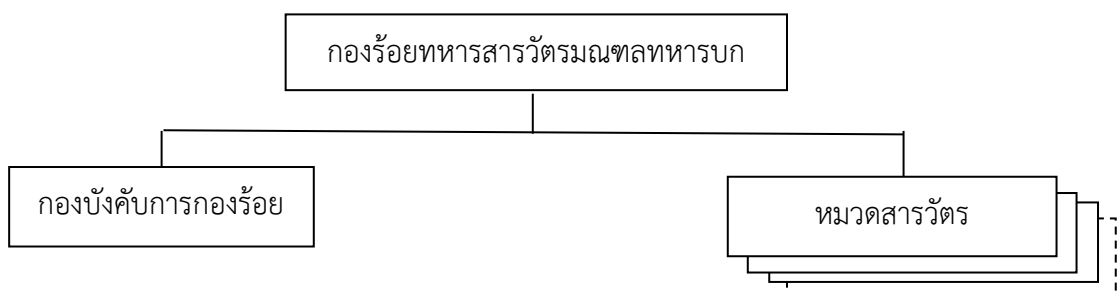 กองร้อยทหารสารวัตรมณฑลทหารบก
กองบังคับการกองร้อย
หมวดสารวัตร